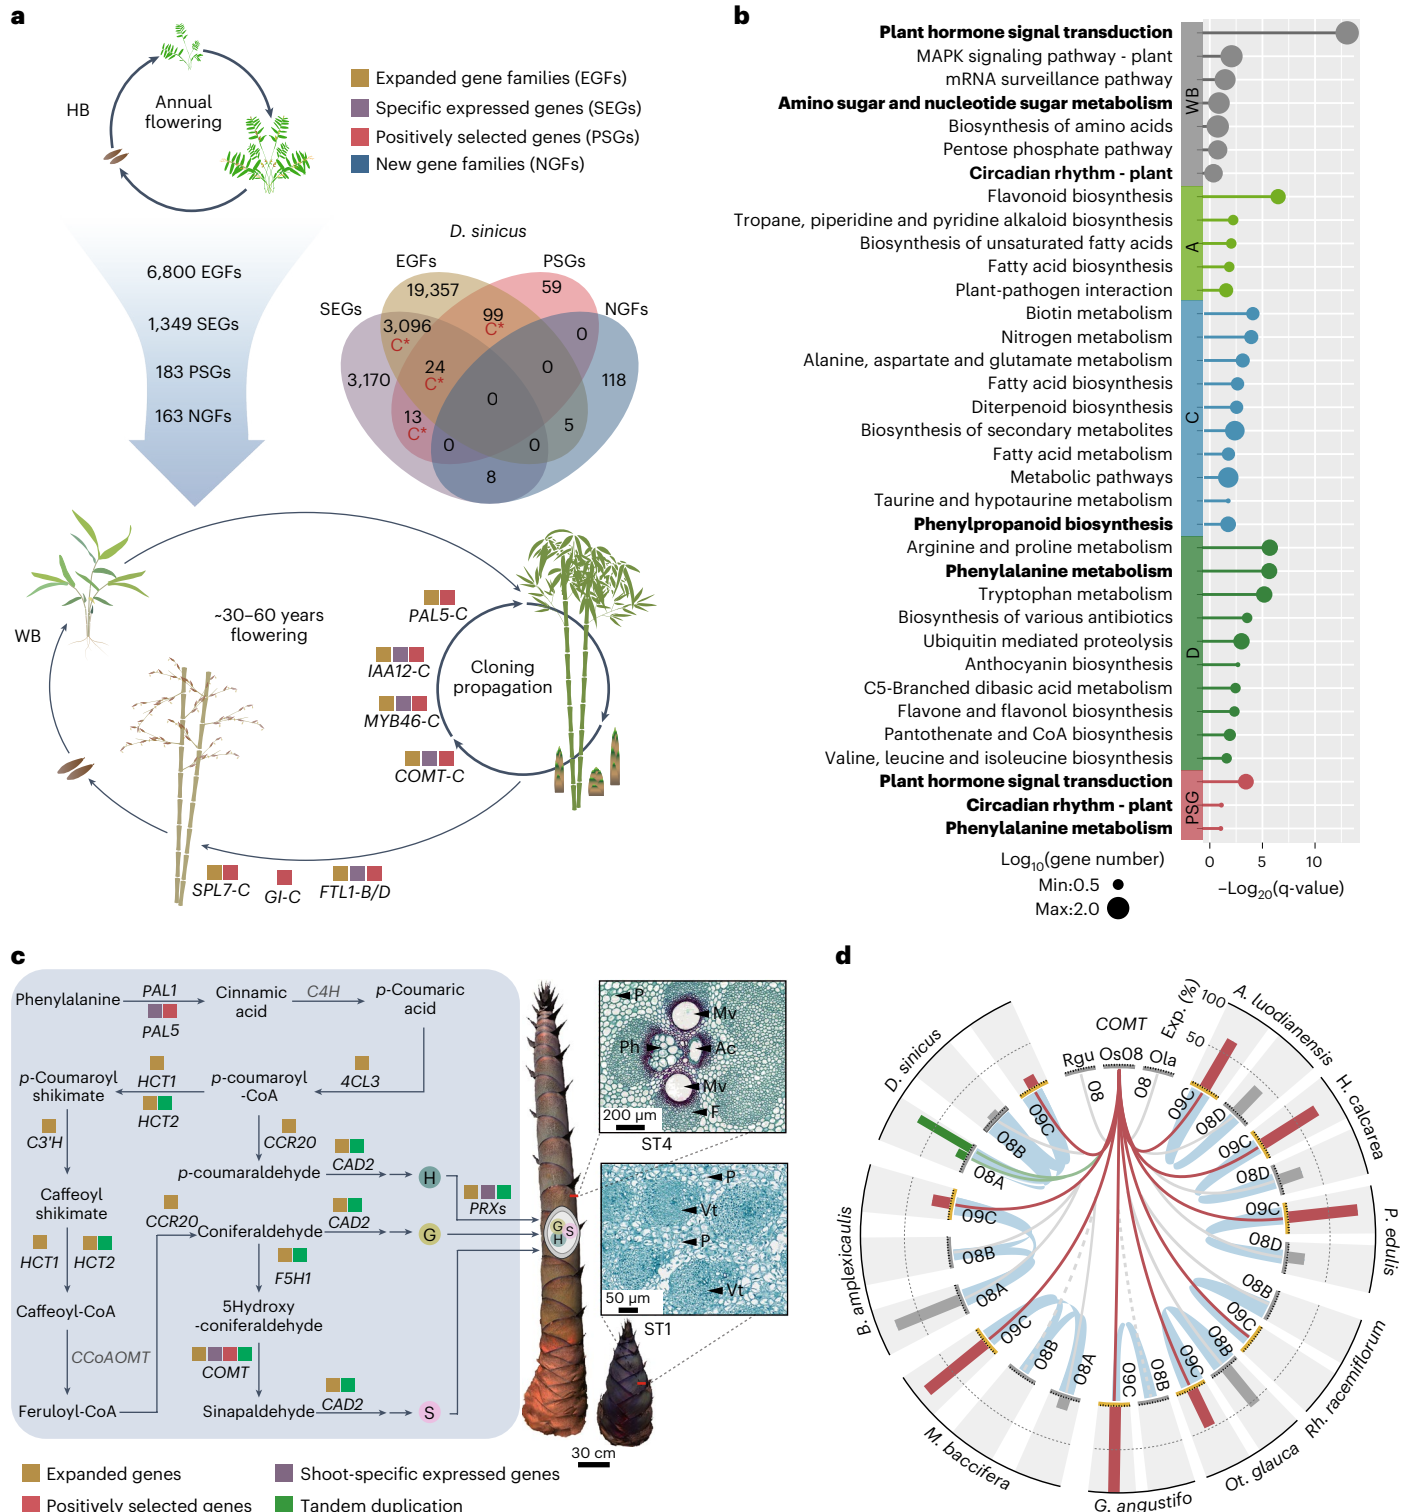 a
HB
Annual
flowering
Expanded gene families (EGFs)
Specific expressed genes (SEGs)
Positively selected genes (PSGs)
New gene families (NGFs)
6,800 EGFs
1,349 SEGs
183 PSGs
163 NGFs
D. sinicus
EGFs
PSGs
SEGs
NGFs
19,357
59
3,096
C*
99
C*
0
3,170
24
C*
0
118
0
13
C*
0
0
5
8
WB
~30–60 years
flowering
Cloning
propagation
PAL5-C
IAA12-C
MYB46-C
COMT-C
SPL7-C
GI-C
FTL1-B/D
b
Plant hormone signal transduction
MAPK signaling pathway - plant
mRNA surveillance pathway
Amino sugar and nucleotide sugar metabolism
Biosynthesis of amino acids
Pentose phosphate pathway
Circadian rhythm - plant
Flavonoid biosynthesis
Tropane, piperidine and pyridine alkaloid biosynthesis
Biosynthesis of unsaturated fatty acids
Fatty acid biosynthesis
Plant-pathogen interaction
Biotin metabolism
Nitrogen metabolism
Alanine, aspartate and glutamate metabolism
Fatty acid biosynthesis
Diterpenoid biosynthesis
Biosynthesis of secondary metabolites
Fatty acid metabolism
Metabolic pathways
Taurine and hypotaurine metabolism
Phenylpropanoid biosynthesis
Arginine and proline metabolism
Phenylalanine metabolism
Tryptophan metabolism
Biosynthesis of various antibiotics
Ubiquitin mediated proteolysis
Anthocyanin biosynthesis
C5-Branched dibasic acid metabolism
Flavone and flavonol biosynthesis
Pantothenate and CoA biosynthesis
Valine, leucine and isoleucine biosynthesis
Plant hormone signal transduction
Circadian rhythm - plant
Phenylalanine metabolism
WB
A
C
D
PSG
0 5 10
–Log20(q-value)
Log10(gene number)
Min:0.5
Max:2.0
c
Phenylalanine
PAL1
PAL5
Cinnamic
acid
C4H
p-Coumaric
acid
p-Coumaroyl
shikimate
HCT1
HCT2
p-coumaroyl
-CoA
4CL3
C3'H
CCR20
p-coumaraldehyde
CAD2
H
PRXs
Caffeoyl
shikimate
CCR20
Coniferaldehyde
CAD2
G
HCT1
HCT2
F5H1
Caffeoyl-CoA
5Hydroxy
-coniferaldehyde
CCoAOMT
COMT
Feruloyl-CoA
Sinapaldehyde
CAD2
S
G
S
H
30 cm
P
Mv
Ph
Ac
Mv
F
200 µm
ST4
P
Vt
P
Vt
50 µm
ST1
Expanded genes
Shoot-specific expressed genes
Positively selected genes
Tandem duplication
d
COMT
Rgu
Os08
Ola
08
08
Exp. (%)
100
50
A. luodianensis
09C
08D
H. calcarea
09C
08D
P. edulis
09C
08D
Rh. racemiflorum
08B
09C
Ot. glauca
08B
09C
G. angustifo
08B
09C
M. baccifera
08A
08B
09C
B. amplexicaulis
08A
08B
09C
D. sinicus
08A
08B
09C